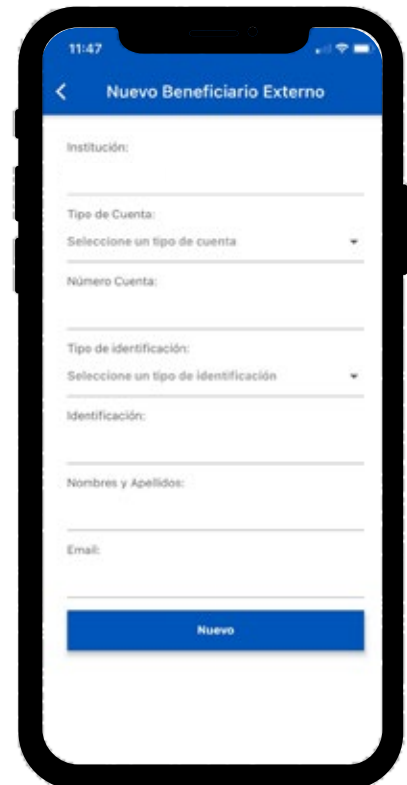 11:47
Nuevo Beneficiario Externo
Institución:
Tipo de Cuenta:
Seleccione un tipo de cuenta
Número Cuenta:
Tipo de identificación:
Seleccione un tipo de identificación
Identificación:
Nombres y Apellidos:
Email:
Nuevo